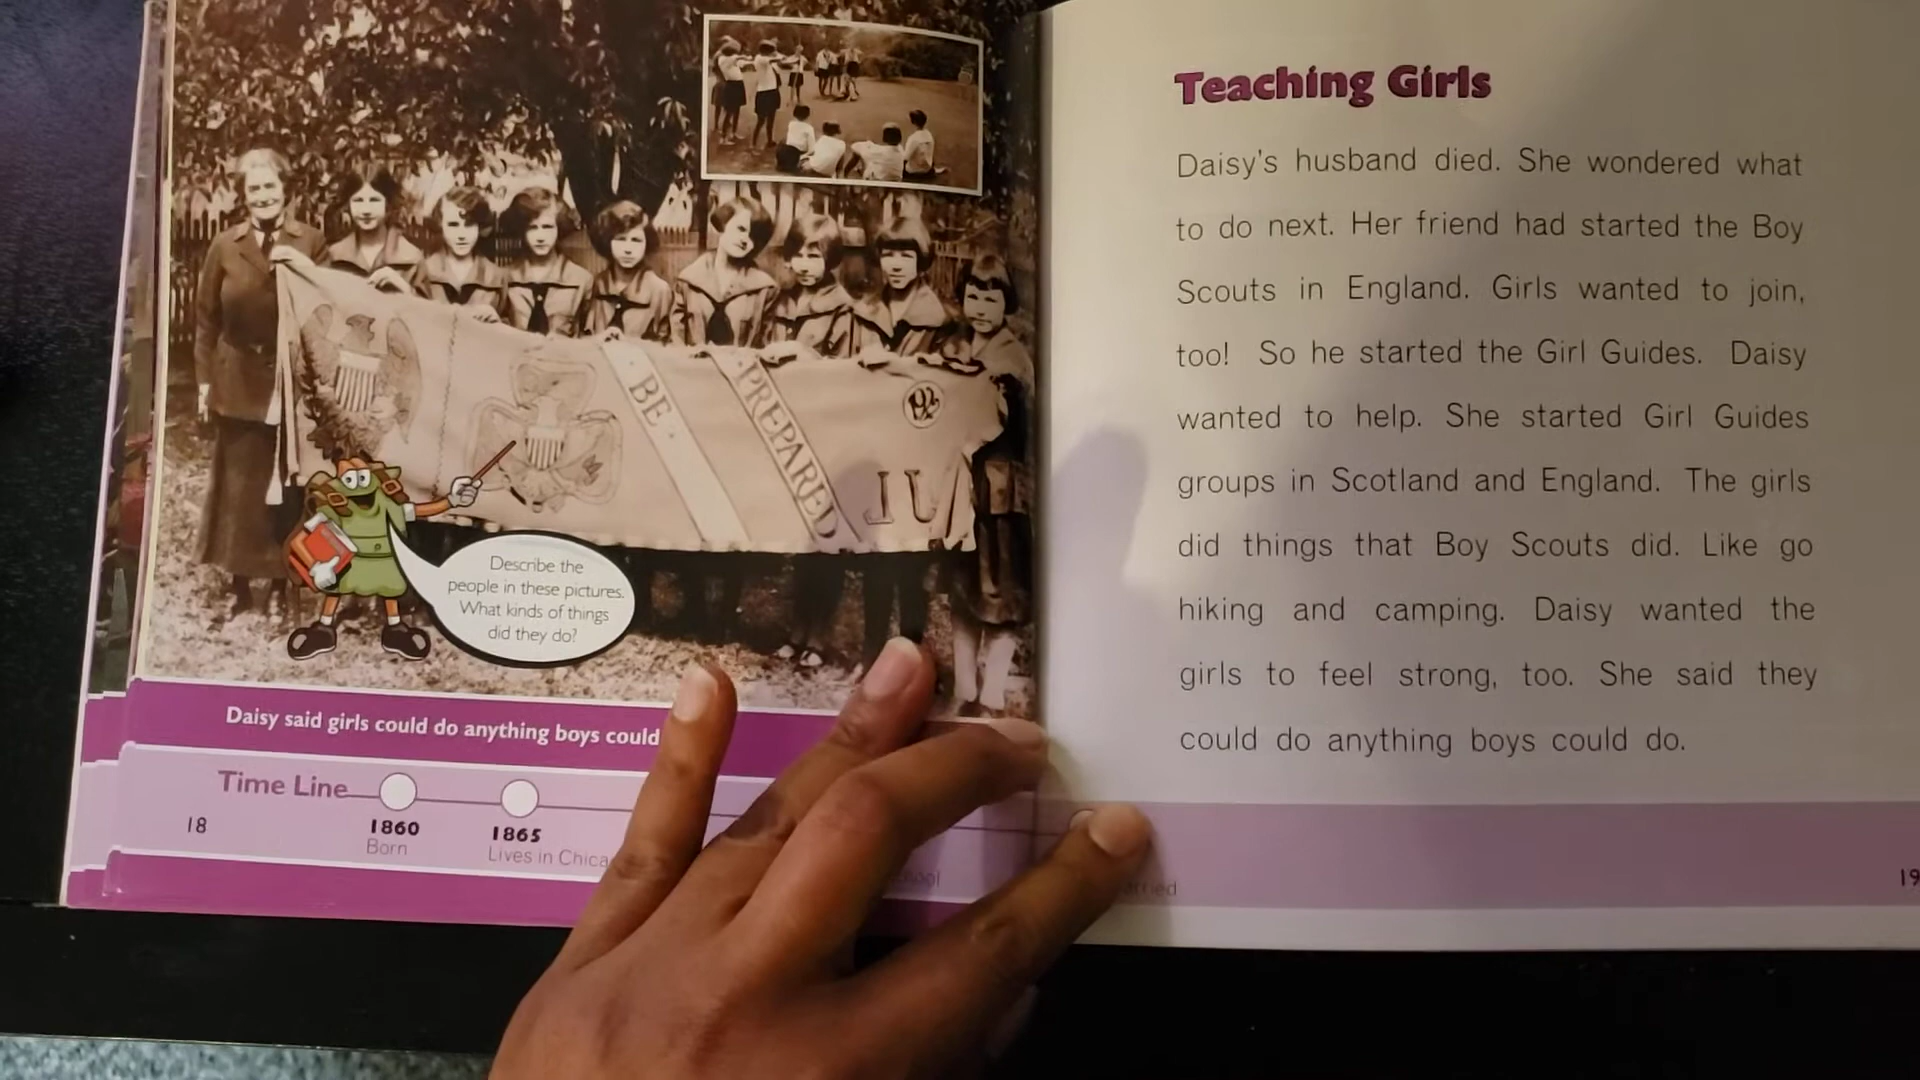 BE
PREPARED
Describe the
people in these pictures.
What kinds of things
did they do?
Daisy said girls could do anything boys could
Time Line
1860
Born
1865
Lives in
18
Teaching Girls
Daisy's husband died. She wondered what
to do next. Her friend had started the Boy
Scouts in England. Girls wanted to join,
too! So he started the Girl Guides. Daisy
wanted to help. She started Girl Guides
groups in Scotland and England. The girls
did things that Boy Scouts did. Like go
hiking and camping. Daisy wanted the
girls to feel strong, too. She said they
could do anything boys could do.
19